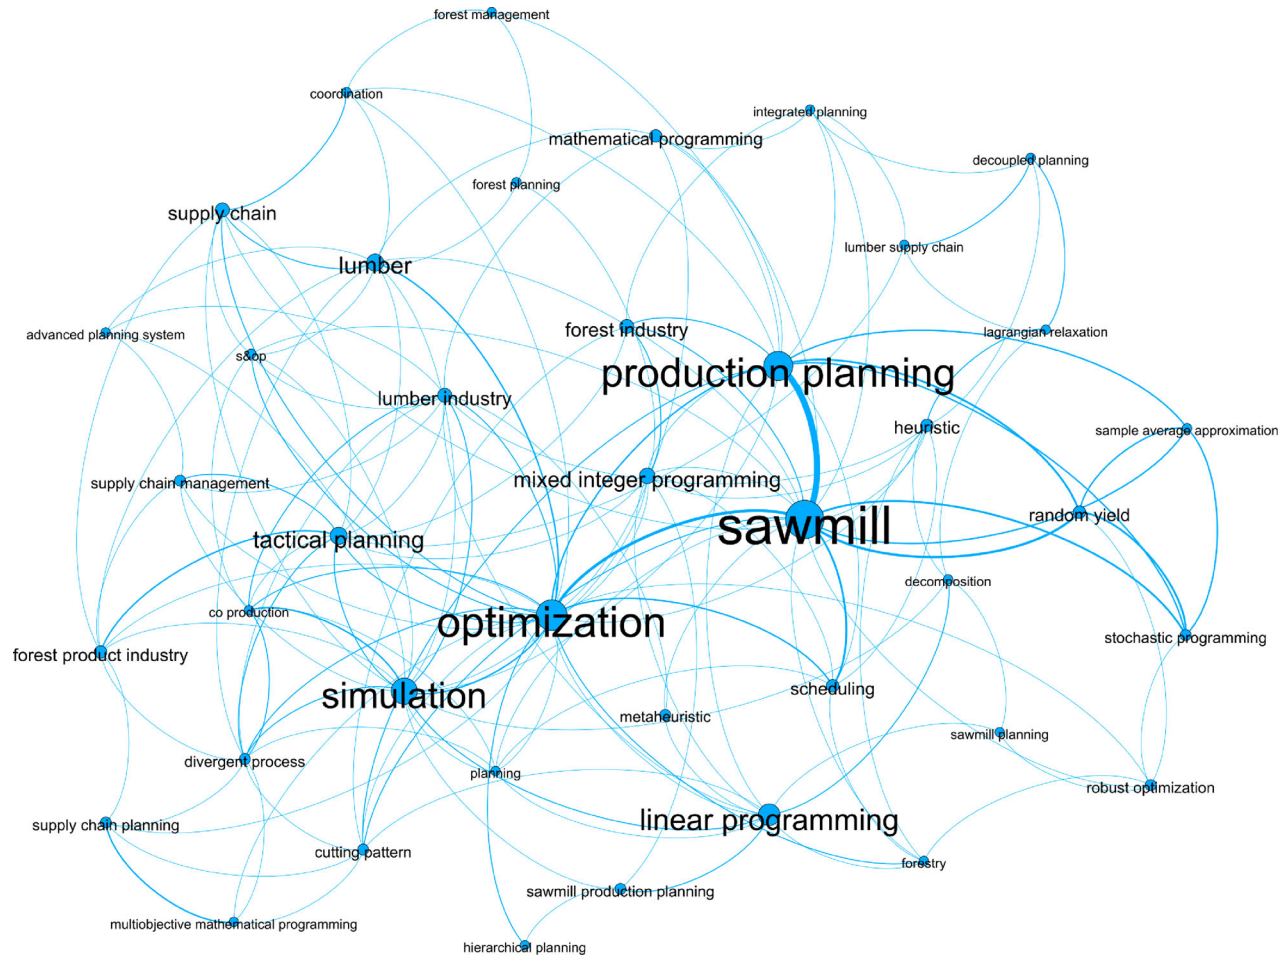 forest management
coordination
integrated planning
mathematical programming
decoupled planning
forest planning
supply chain
lumber supply chain
lumber
forest industry
lagrangian relaxation
advanced planning system
s&op
production planning
lumber industry
heuristic
sample average approximation
mixed integer programming
supply chain management
random yield
sawmill
tactical planning
decomposition
co production
optimization
stochastic programming
forest product industry
simulation
scheduling
metaheuristic
sawmill planning
divergent process
planning
robust optimization
linear programming
supply chain planning
cutting pattern
forestry
sawmill production planning
multiobjective mathematical programming
hierarchical planning